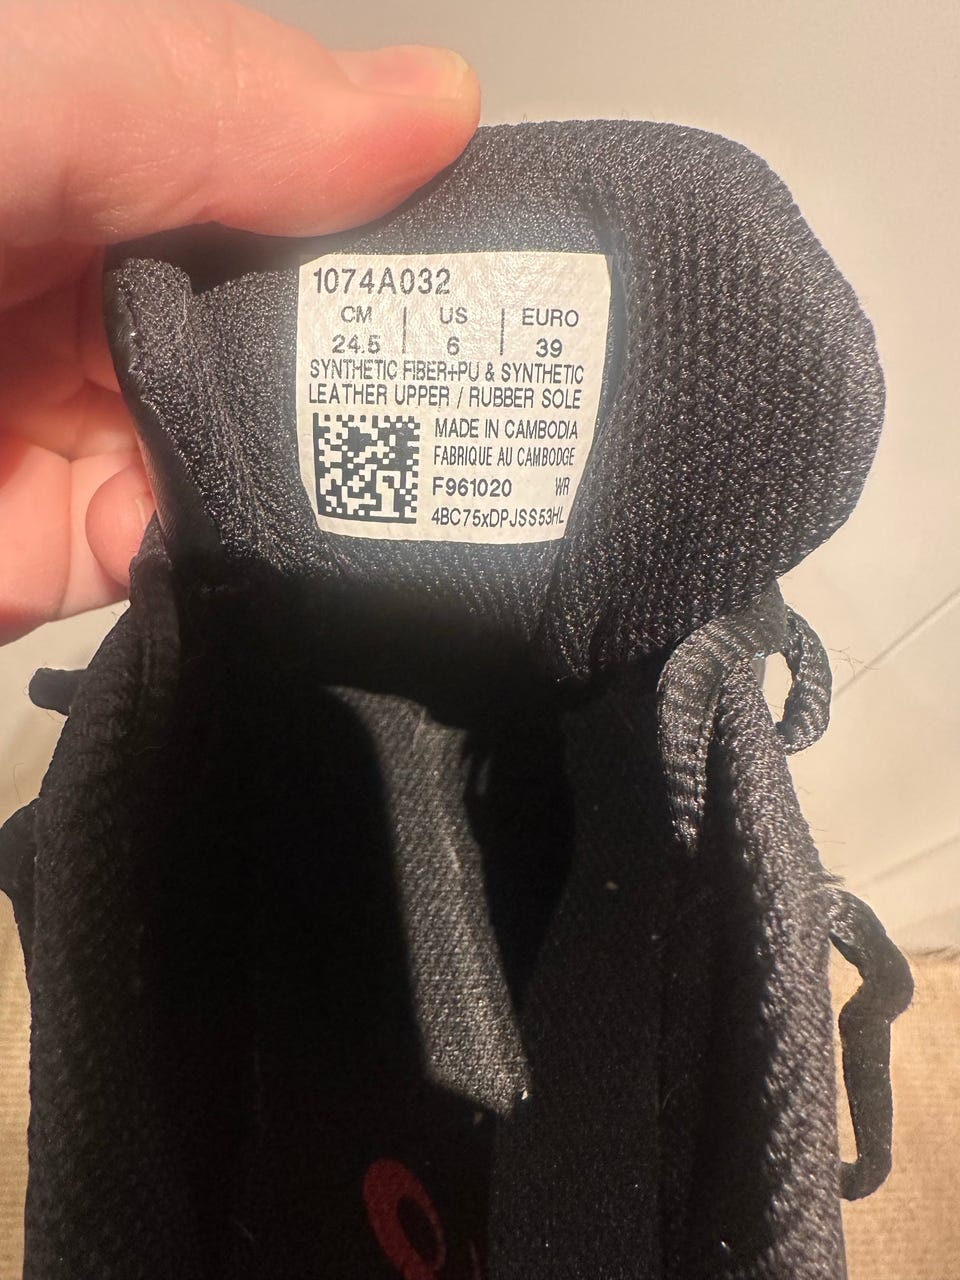 1074A032
CM | US | EURO
24.5 | 6 | 39
SYNTHETIC FIBER+PU & SYNTHETIC
LEATHER UPPER / RUBBER SOLE
MADE IN CAMBODIA
FABRIQUE AU CAMBODGE
F961020 WR
4BC75xDPJSS53HL